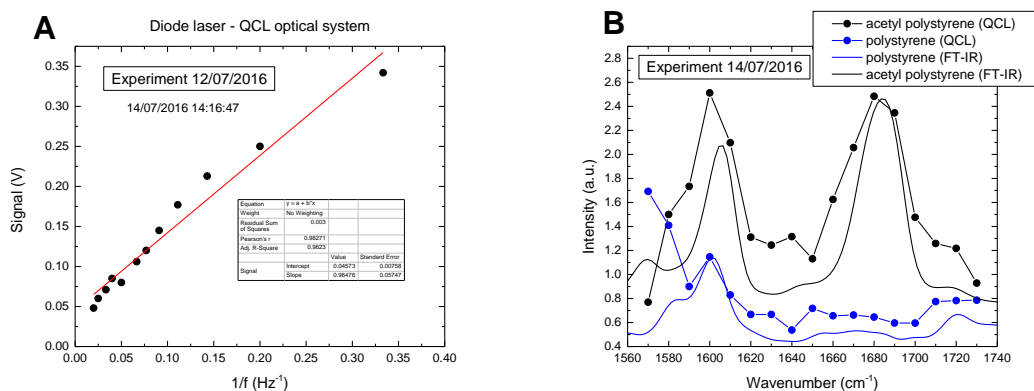 A
Diode laser - QCL optical system
Experiment 12/07/2016
14/07/2016 14:16:47
Signal (V)
0.35
0.30
0.25
0.20
0.15
0.10
0.05
0.00
Equation y = a + b*x
Weight No Weighting
Residual Sum of Squares 0.003
Pearson's r 0.98271
Adj. R-Square 0.9623
Value Standard Error
Signal Intercept 0.04573 0.00758
Slope 0.96476 0.05747
0.00 0.05 0.10 0.15 0.20 0.25 0.30 0.35 0.40
1/f (Hz-1)
B
acetyl polystyrene (QCL)
polystyrene (QCL)
polystyrene (FT-IR)
acetyl polystyrene (FT-IR)
Experiment 14/07/2016
Intensity (a.u.)
2.8
2.6
2.4
2.2
2.0
1.8
1.6
1.4
1.2
1.0
0.8
0.6
0.4
1560 1580 1600 1620 1640 1660 1680 1700 1720 1740
Wavenumber (cm-1)